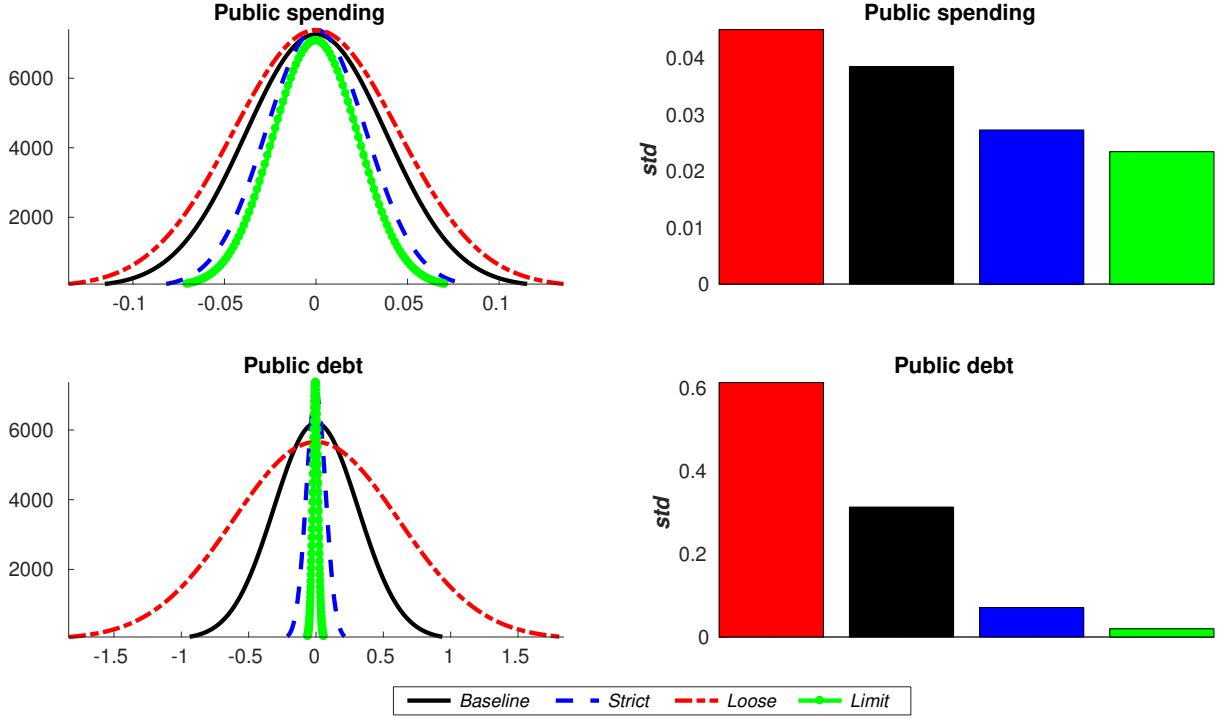 Public spending
6000
4000
2000
-0.1
-0.05
0
0.05
0.1
Public spending
std
0.04
0.03
0.02
0.01
0
Public debt
6000
4000
2000
-1.5
-1
-0.5
0
0.5
1
1.5
Public debt
std
0.6
0.4
0.2
0
Baseline
Strict
Loose
Limit